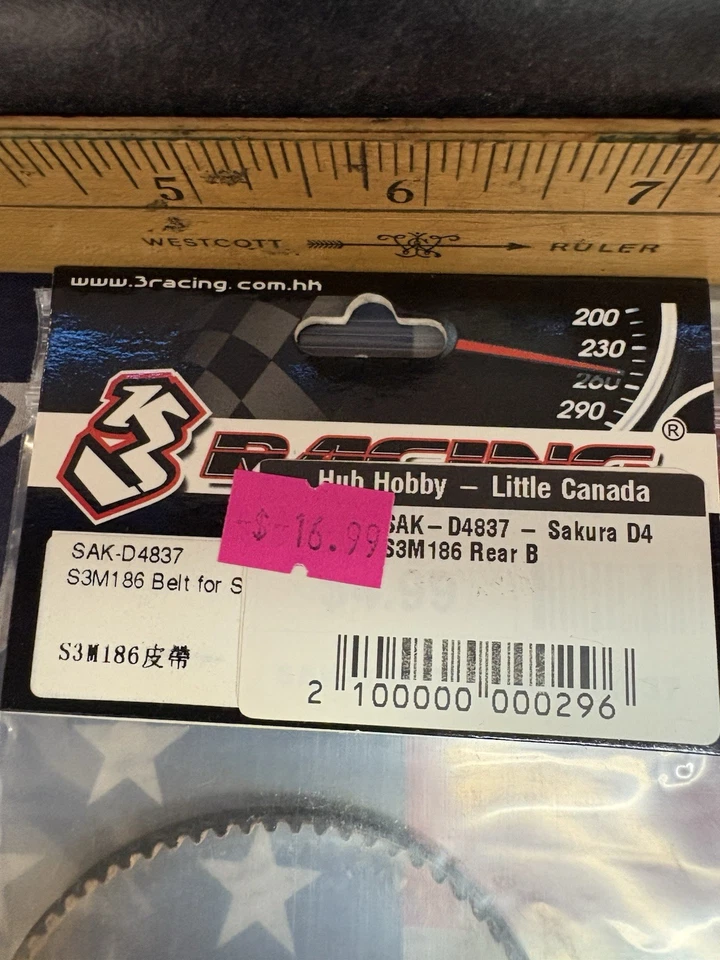 5 6 7
WESTCOTT RULER
www.3racing.com.hk
200
230
260
290
3RACING ®
Hub Hobby – Little Canada
$ 16.99
SAK-D4837 – Sakura D4
S3M186 Rear B
SAK-D4837
S3M186 Belt for S
S3M186皮帶
2 100000 000296